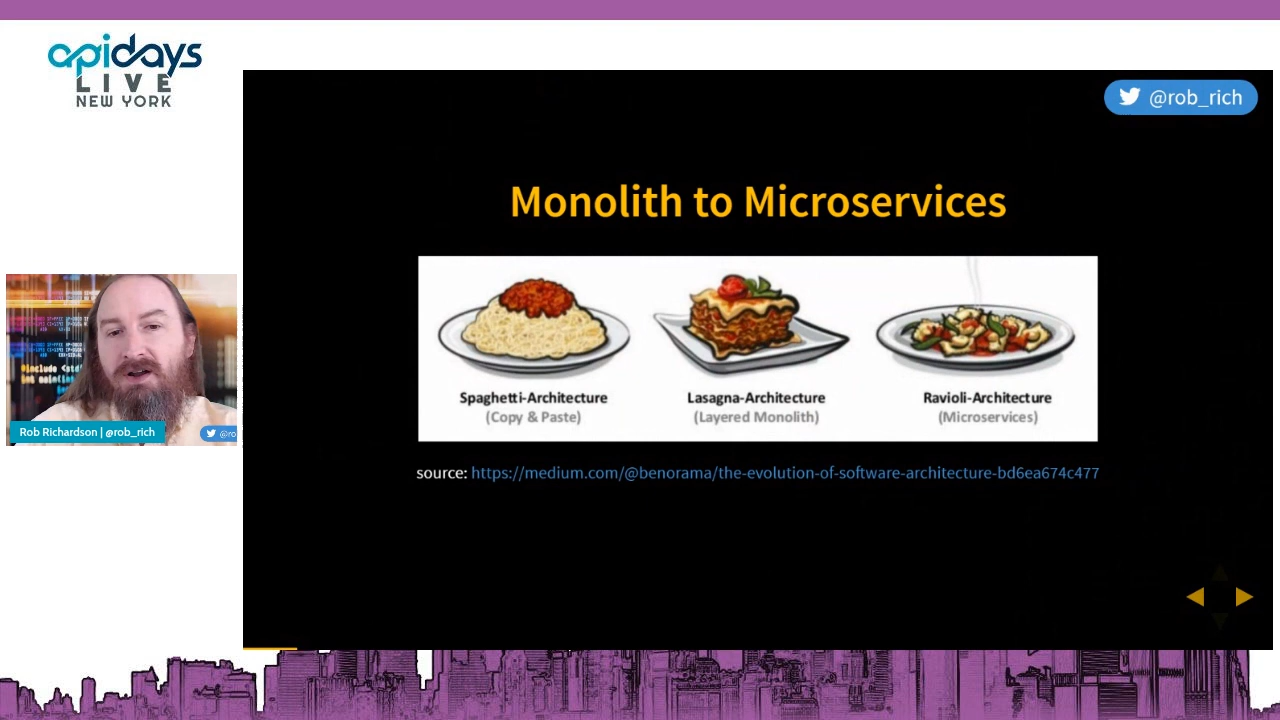 apidays
LIVE
NEW YORK
@rob_rich
Monolith to Microservices
Spaghetti-Architecture
(Copy & Paste)
Lasagna-Architecture
(Layered Monolith)
Ravioli-Architecture
(Microservices)
source: https://medium.com/@benorama/the-evolution-of-software-architecture-bd6ea674c477
Rob Richardson | @rob_rich
@ro